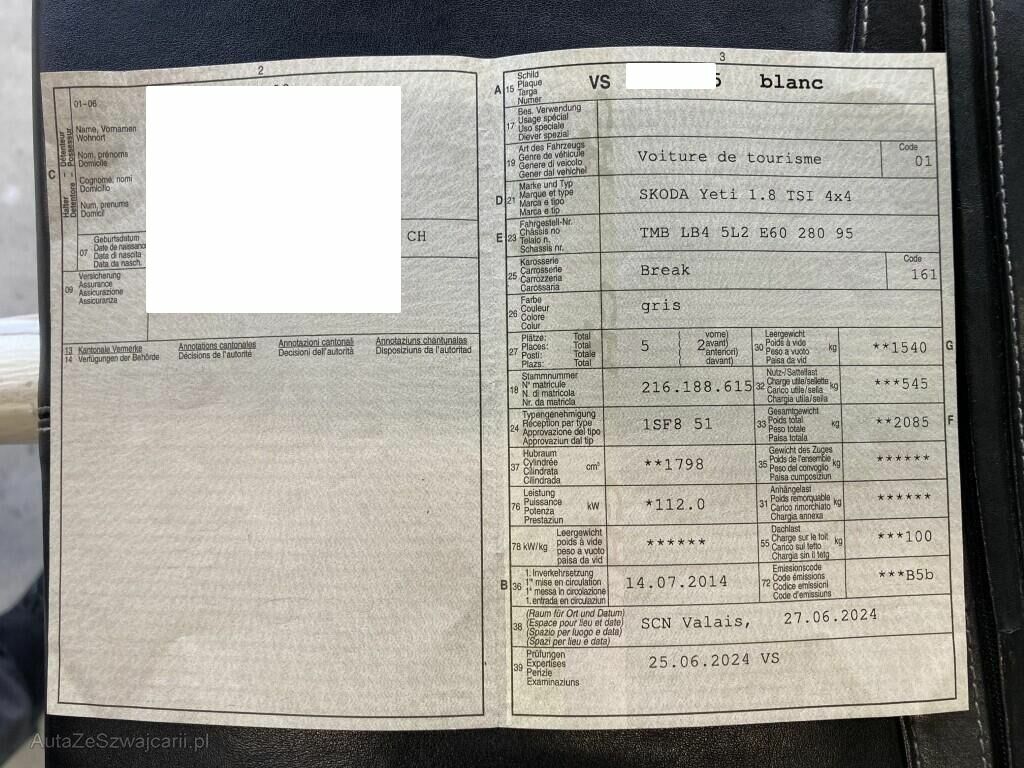 2
01-06
C
Halter – Détenteur
Detentore – Possessur
Name, Vornamen
Wohnort
Nom, prénoms
Domicile
Cognome, nomi
Domicilio
Num, prenums
Domicil
07
Geburtsdatum
Date de naissance
Data di nascita
Data da nasch.
CH
09
Versicherung
Assurance
Assicurazione
Assicuranza
13 Kantonale Vermerke
14 Verfügungen der Behörde
Annotations cantonales
Décisions de l'autorité
Annotazioni cantonali
Decisioni dell'autorità
Annotaziuns chantunalas
Disposiziuns da l'autoritad
3
A 15
Schild
Plaque
Targa
Numer
VS 5 blanc
17
Bes. Verwendung
Usage spécial
Uso speciale
Diever spezial
19
Art des Fahrzeugs
Genre de véhicule
Genere di veicolo
Gener dal vehichel
Voiture de tourisme
Code
01
D 21
Marke und Typ
Marque et type
Marca e tipo
Marca e tip
SKODA Yeti 1.8 TSI 4x4
E 23
Fahrgestell-Nr.
Châssis no
Telaio n.
Schassis nr.
TMB LB4 5L2 E60 280 95
25
Karosserie
Carrosserie
Carrozzeria
Carossaria
Break
Code
161
26
Farbe
Couleur
Colore
Colur
gris
27
Plätze: Total
Places: Total
Posti: Totale
Plazs: Total
5
2
vorne)
avant)
anteriori)
davant)
30
Leergewicht
Poids à vide
Peso a vuoto
Paisa da vid
kg
**1540
G
18
Stammnummer
N° matricule
N. di matricola
Nr. da matricla
216.188.615
32
Nutz-/Sattellast
Charge utile/sellette
Carico utile/sella
Chargia utila/sella
kg
***545
24
Typengenehmigung
Réception par type
Approvazione del tipo
Approvaziun dal tip
1SF8 51
33
Gesamtgewicht
Poids total
Peso totale
Paisa totala
kg
**2085
F
37
Hubraum
Cylindrée
Cilindrata
Cilindrada
cm³
**1798
35
Gewicht des Zuges
Poids de l'ensemble
Peso del convoglio
Paisa cumposiziun
kg
******
76
Leistung
Puissance
Potenza
Prestaziun
kW
*112.0
31
Anhängelast
Poids remorquable
Carico rimorchiato
Chargia annexa
kg
******
78 kW/kg
Leergewicht
poids à vide
peso a vuoto
paisa da vid
******
55
Dachlast
Charge sur le toit
Carico sul tetto
Chargia sin il tetg
kg
***100
B 36
1. Inverkehrsetzung
1re mise en circulation
1a messa in circolazione
1. entrada en circulaziun
14.07.2014
72
Emissionscode
Code émissions
Codice emissioni
Code d'emissiuns
***B5b
38
(Raum für Ort und Datum)
(Espace pour lieu et date)
(Spazio per luogo e data)
(Spazi per lieu e data)
SCN Valais, 27.06.2024
39
Prüfungen
Expertises
Perizie
Examinaziuns
25.06.2024 VS
AutaZeSzwajcarii.pl